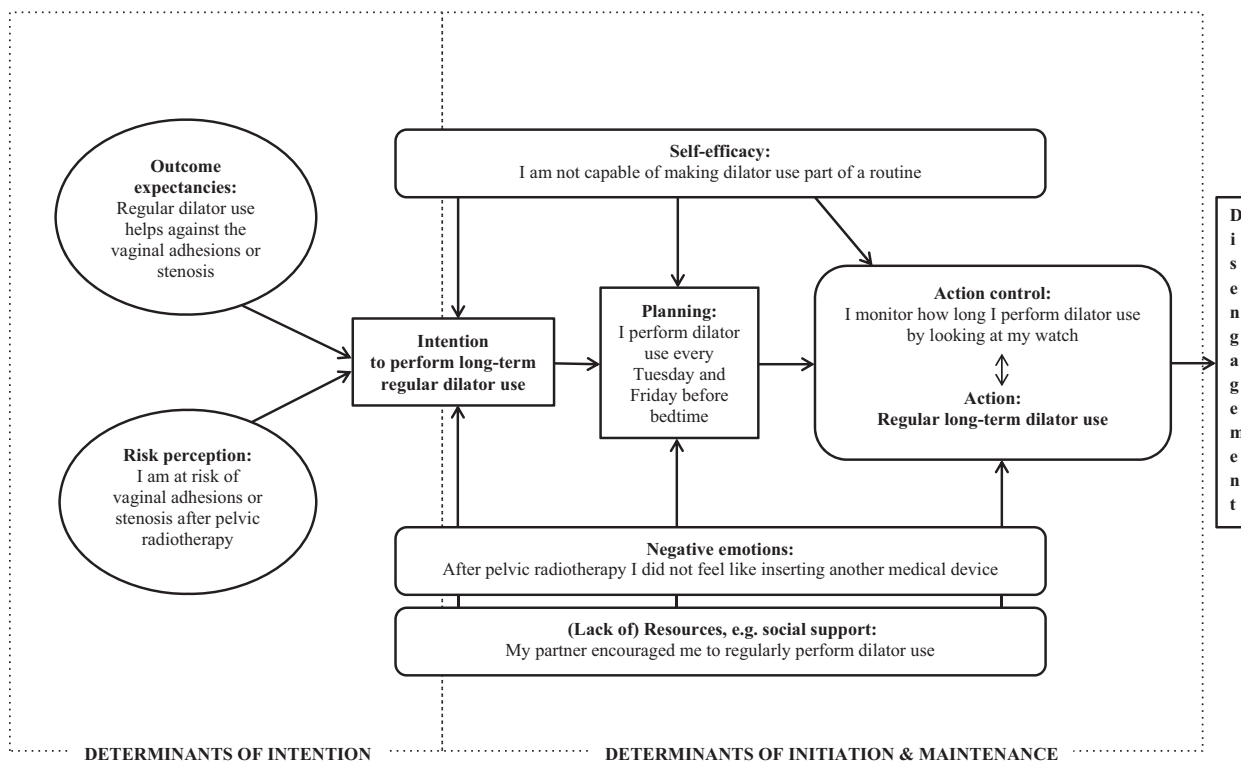 Outcome
expectancies:
Regular dilator use
helps against the
vaginal adhesions or
stenosis
Risk perception:
I am at risk of
vaginal adhesions or
stenosis after pelvic
radiotherapy
Self-efficacy:
I am not capable of making dilator use part of a routine
Intention
to perform long-term
regular dilator use
Planning:
I perform dilator
use every
Tuesday and
Friday before
bedtime
Action control:
I monitor how long I perform dilator use
by looking at my watch
Action:
Regular long-term dilator use
Negative emotions:
After pelvic radiotherapy I did not feel like inserting another medical device
(Lack of) Resources, e.g. social support:
My partner encouraged me to regularly perform dilator use
D
i
s
e
n
g
a
g
e
m
e
n
t
DETERMINANTS OF INTENTION
DETERMINANTS OF INITIATION & MAINTENANCE